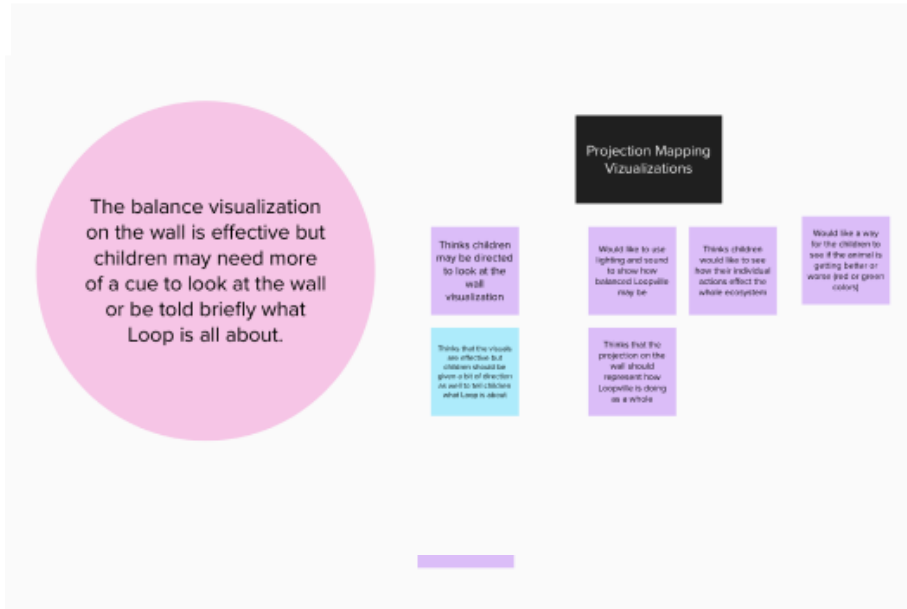 The balance visualization
on the wall is effective but
children may need more
of a cue to look at the wall
or be told briefly what
Loop is all about.
Projection Mapping
Vizualizations
Thinks children
may be directed
to look at the
wall
visualization
Would like to use
lighting and sound
to show how
balanced Loopville
may be
Thinks children
would like to see
how their individual
actions effect the
whole ecosystem
Would like a way
for the children to
see if the animal is
getting better or
worse (red or green
colors)
Thinks that the visuals
are effective but
children should be
given a bit of direction
as well to tell children
what Loop is about
Thinks that the
projection on the
wall should
represent how
Loopville is doing
as a whole